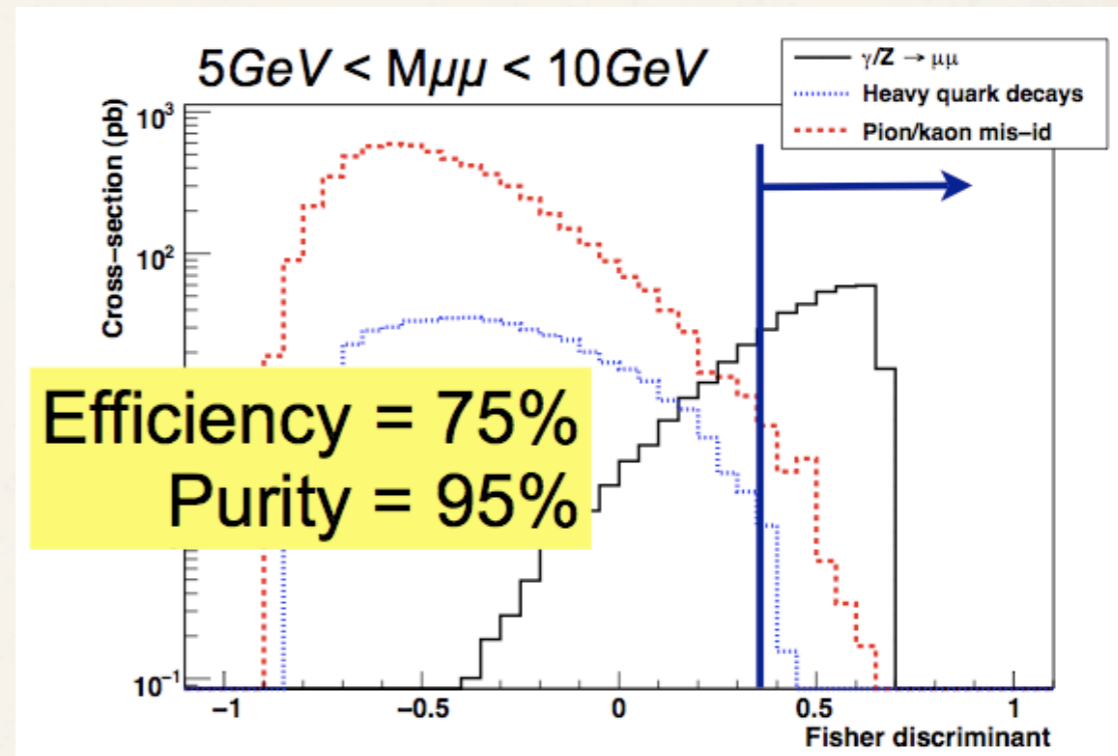 5GeV < Mμμ < 10GeV
γ/Z → μμ
Heavy quark decays
Pion/kaon mis-id
Cross-section (pb)
10³
10²
10⁻¹
Efficiency = 75%
Purity = 95%
−1
−0.5
0
0.5
1
Fisher discriminant